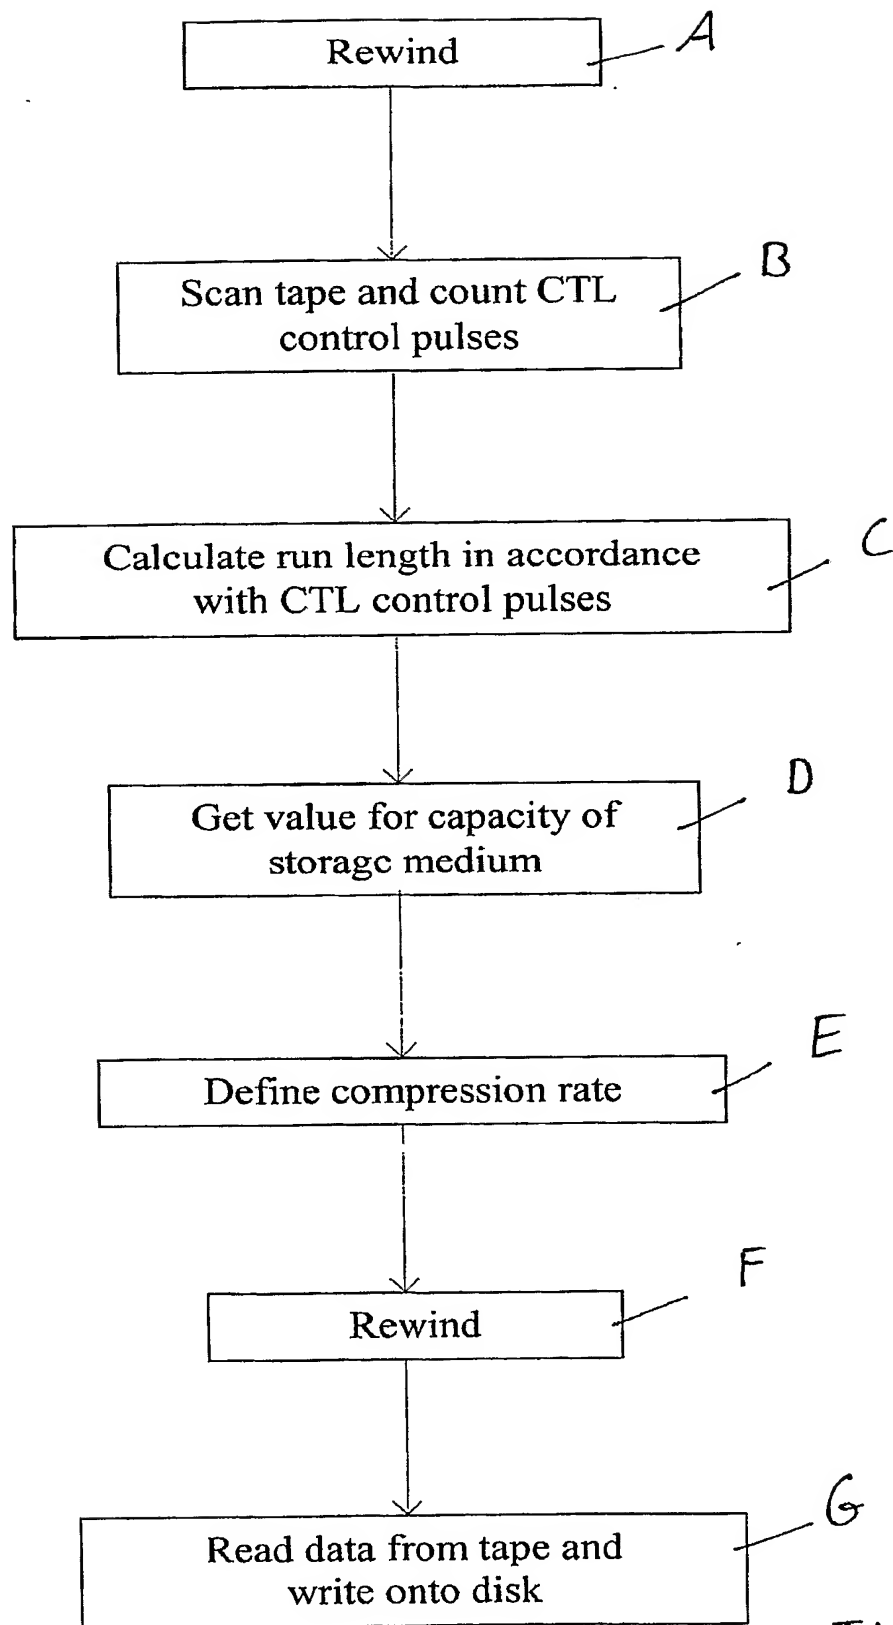 Rewind
A
Scan tape and count CTL
control pulses
B
Calculate run length in accordance
with CTL control pulses
C
Get value for capacity of
storage medium
D
Define compression rate
E
Rewind
F
Read data from tape and
write onto disk
G